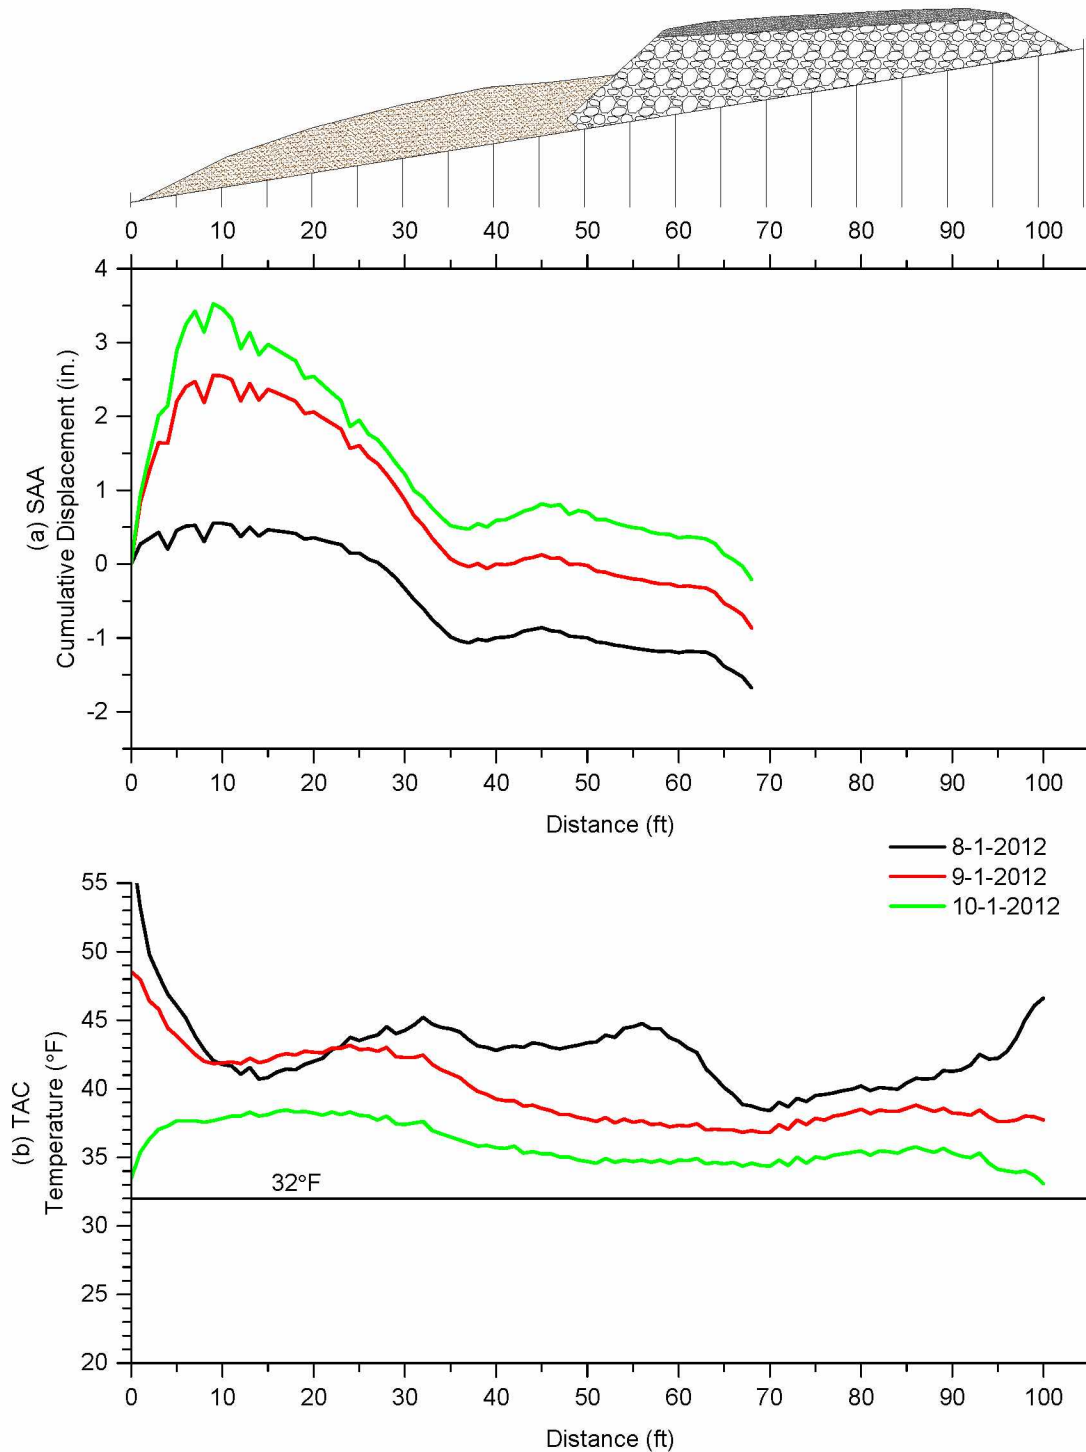 0 10 20 30 40 50 60 70 80 90 100
4
3
2
1
0
-1
-2
(a) SAA
Cumulative Displacement (in.)
0 10 20 30 40 50 60 70 80 90 100
Distance (ft)
8-1-2012
9-1-2012
10-1-2012
55
50
45
40
35
30
25
20
(b) TAC
Temperature (°F)
32°F
0 10 20 30 40 50 60 70 80 90 100
Distance (ft)